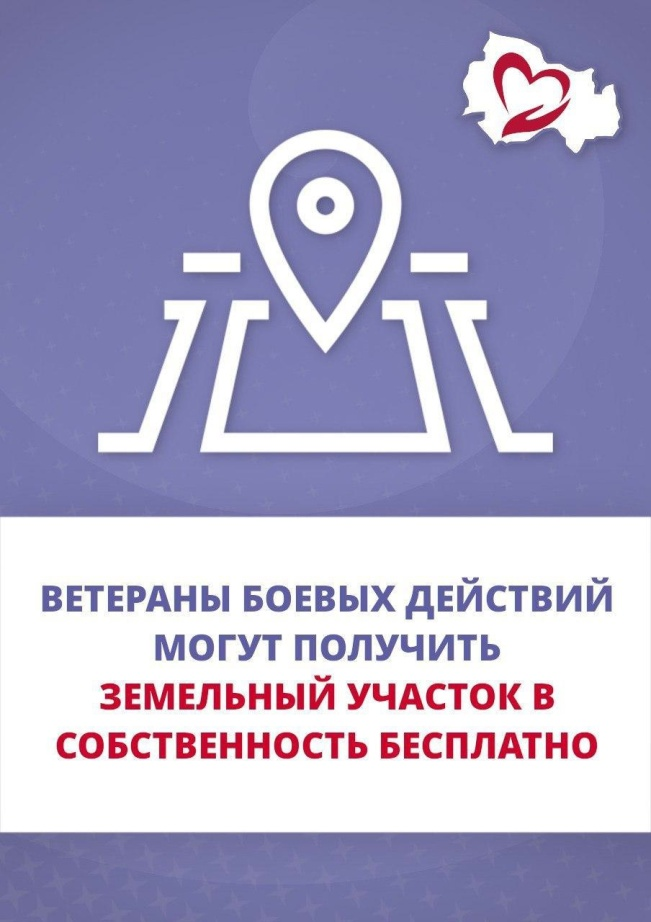 ВЕТЕРАНЫ БОЕВЫХ ДЕЙСТВИЙ
МОГУТ ПОЛУЧИТЬ
ЗЕМЕЛЬНЫЙ УЧАСТОК В
СОБСТВЕННОСТЬ БЕСПЛАТНО